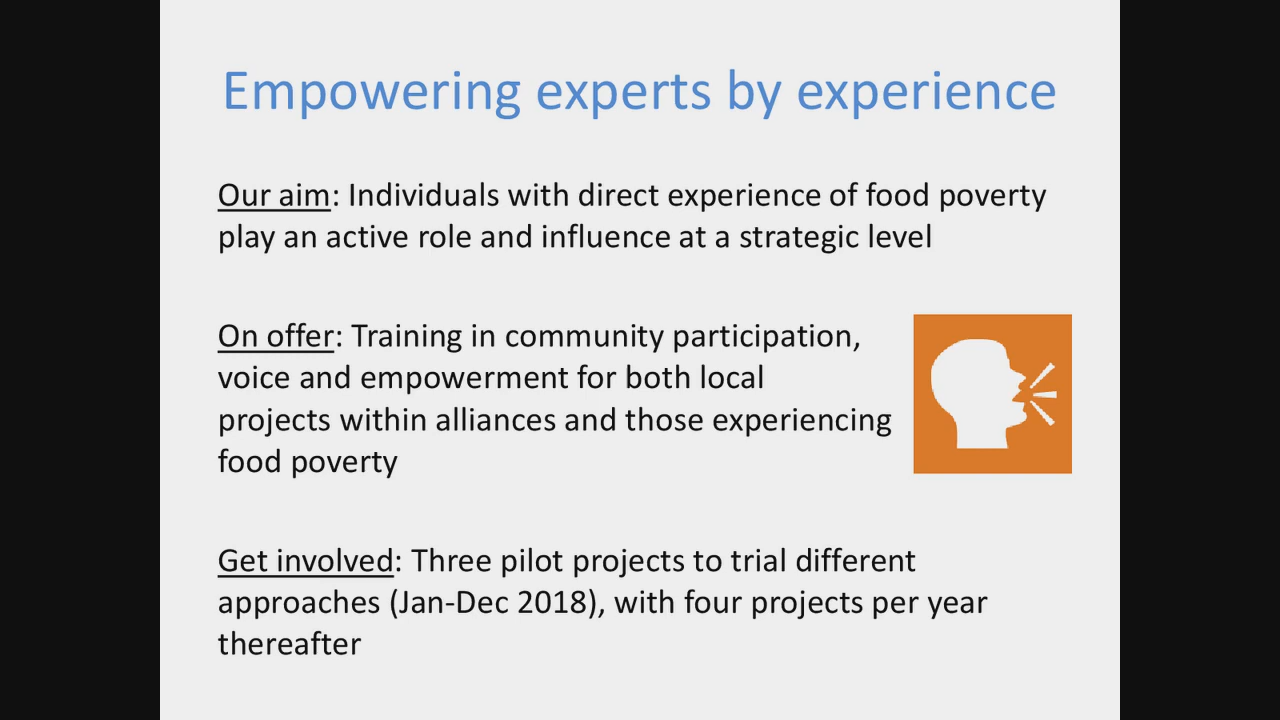 Empowering experts by experience
Our aim: Individuals with direct experience of food poverty
play an active role and influence at a strategic level
On offer: Training in community participation,
voice and empowerment for both local
projects within alliances and those experiencing
food poverty
Get involved: Three pilot projects to trial different
approaches (Jan-Dec 2018), with four projects per year
thereafter